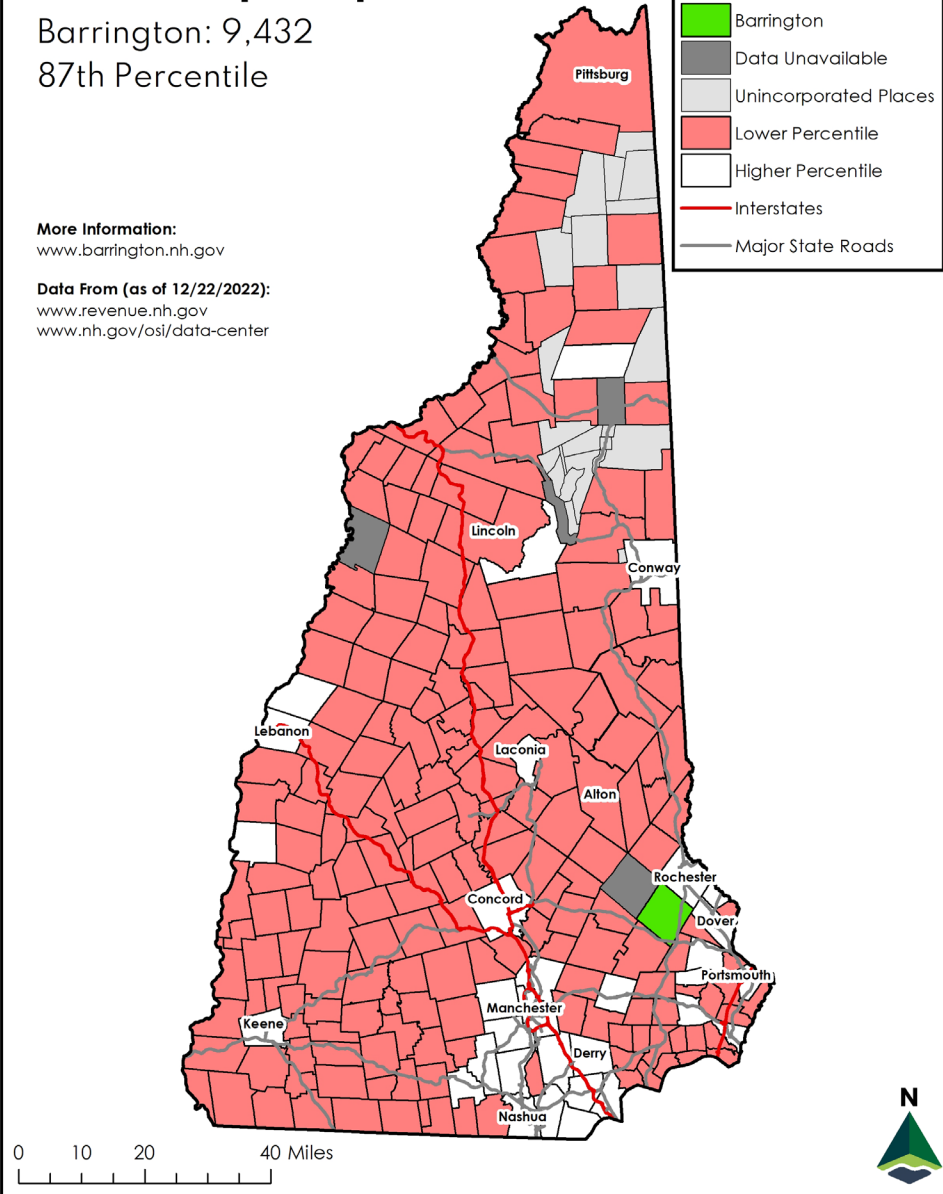 Barrington: 9,432
87th Percentile
More Information:
www.barrington.nh.gov
Data From (as of 12/22/2022):
www.revenue.nh.gov
www.nh.gov/osi/data-center
Barrington
Data Unavailable
Unincorporated Places
Lower Percentile
Higher Percentile
Interstates
Major State Roads
Pittsburg
Lincoln
Conway
Lebanon
Laconia
Alton
Rochester
Concord
Dover
Portsmouth
Manchester
Keene
Derry
Nashua
N
0 10 20 40 Miles